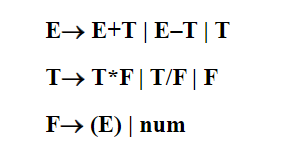 E→ E+T | E–T | T
T→ T*F | T/F | F
F→ (E) | num